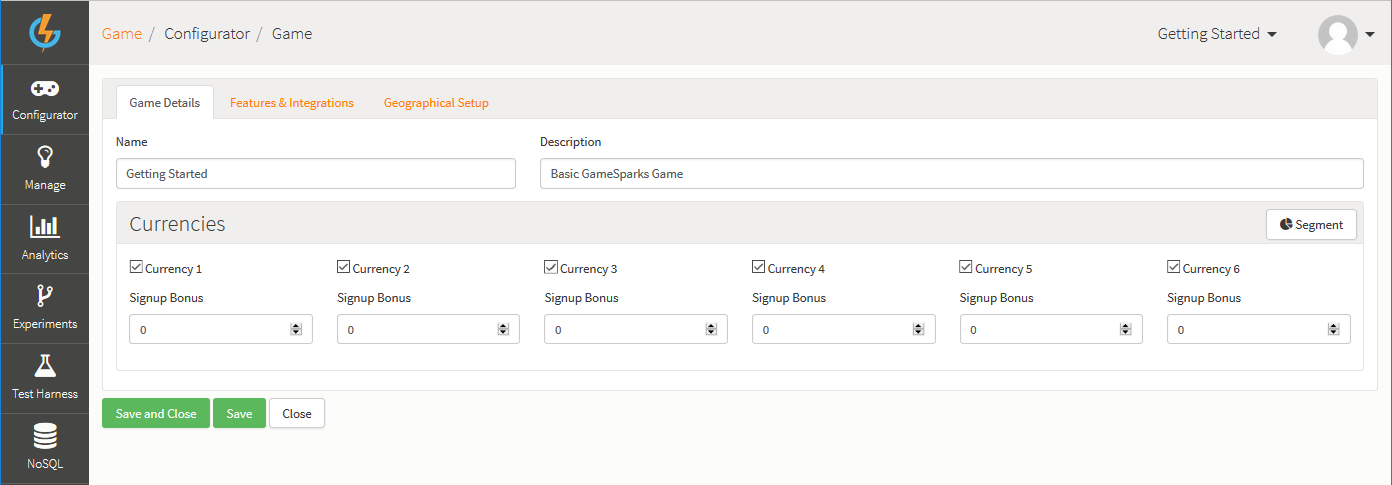 Game / Configurator / Game
Getting Started
Configurator
Manage
Analytics
Experiments
Test Harness
NoSQL
Game Details Features & Integrations Geographical Setup
Name Description
Getting Started Basic GameSparks Game
Currencies Segment
Currency 1 Currency 2 Currency 3 Currency 4 Currency 5 Currency 6
Signup Bonus Signup Bonus Signup Bonus Signup Bonus Signup Bonus Signup Bonus
0 0 0 0 0 0
Save and Close Save Close